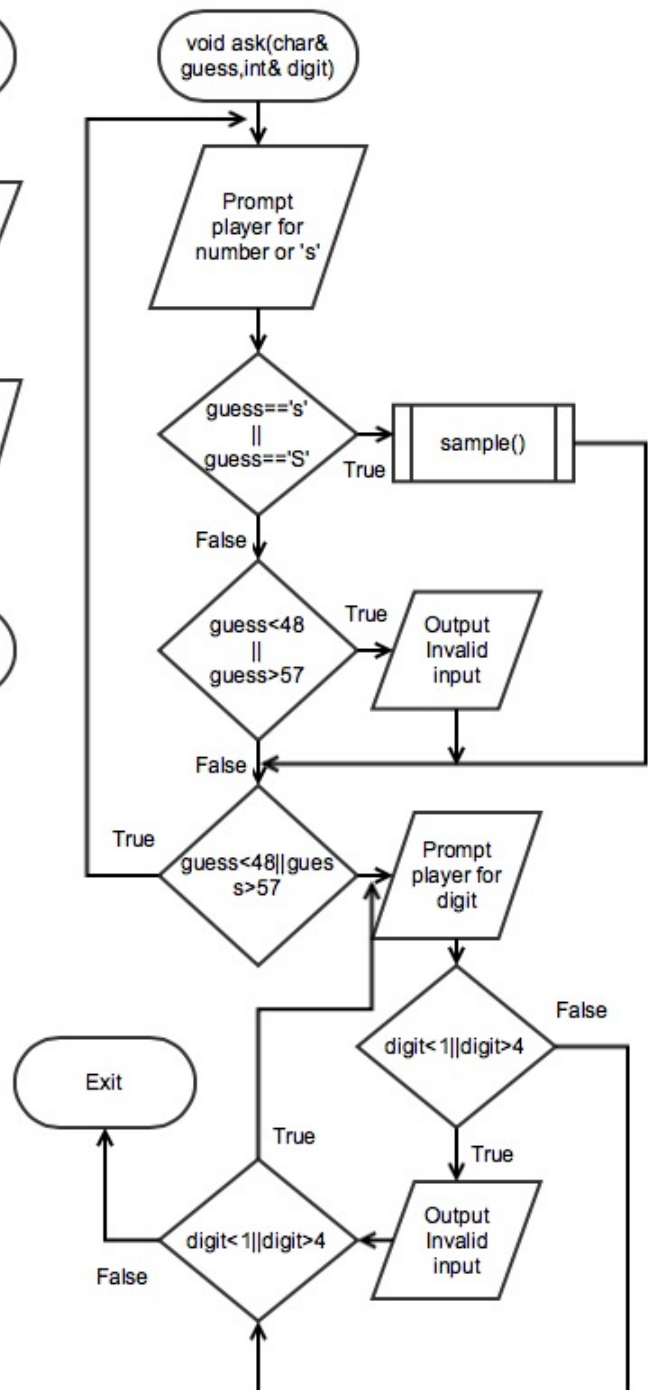 void ask(char&
guess,int& digit)
Prompt
player for
number or 's'
guess=='s'
||
guess=='S'
True
sample()
False
guess<48
||
guess>57
True
Output
Invalid
input
False
True
guess<48||gues
s>57
Prompt
player for
digit
digit<1||digit>4
False
Exit
True
True
digit<1||digit>4
Output
Invalid
input
False